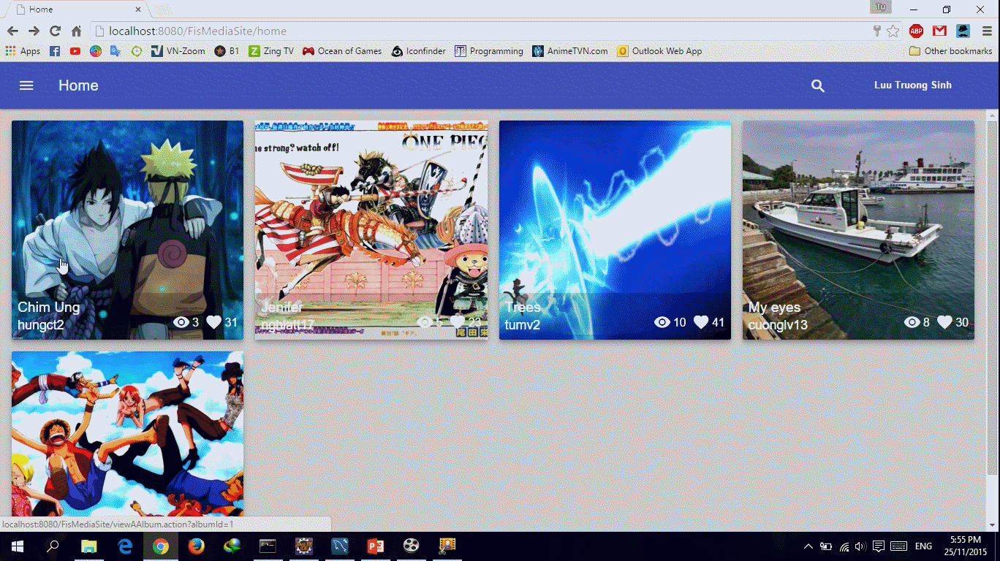 Home
Tu
localhost:8080/FisMediaSite/home
ABP
Apps
VN-Zoom
B1
Zing TV
Ocean of Games
Iconfinder
Programming
AnimeTVN.com
Outlook Web App
Other bookmarks
Home
Luu Truong Sinh
Chim Ung
hungct2
3
31
e strong? watch off!
ONE PIEC
Jenifer
5
23
Trees
tumv2
10
41
My eyes
cuonglv13
8
30
localhost:8080/FisMediaSite/viewAAlbum.action?albumId=1
ENG
5:55 PM
25/11/2015